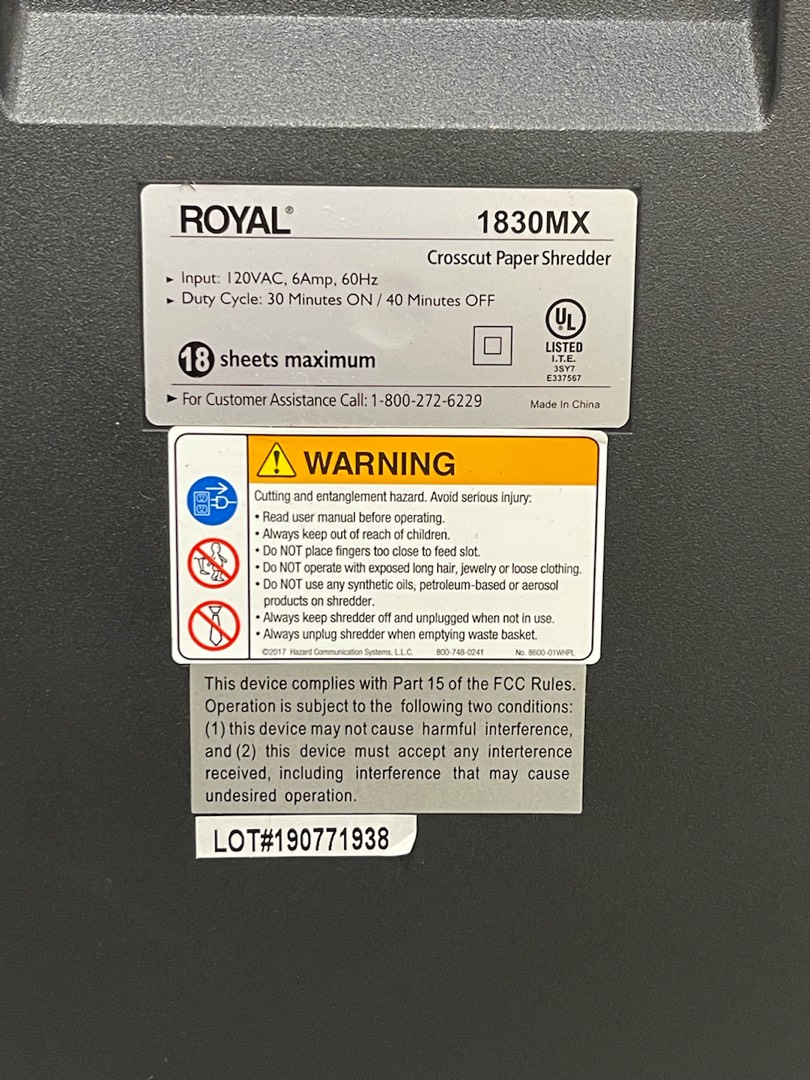 ROYAL® 1830MX
Crosscut Paper Shredder
▸ Input: 120VAC, 6Amp, 60Hz
▸ Duty Cycle: 30 Minutes ON / 40 Minutes OFF
18 sheets maximum
UL
LISTED
I.T.E.
3SY7
E337567
▸ For Customer Assistance Call: 1-800-272-6229
Made In China
WARNING
Cutting and entanglement hazard. Avoid serious injury:
• Read user manual before operating.
• Always keep out of reach of children.
• Do NOT place fingers too close to feed slot.
• Do NOT operate with exposed long hair, jewelry or loose clothing.
• Do NOT use any synthetic oils, petroleum-based or aerosol
products on shredder.
• Always keep shredder off and unplugged when not in use.
• Always unplug shredder when emptying waste basket.
©2017 Hazard Communication Systems, L.L.C. 800-748-0241 No. 8600-01WHPL
This device complies with Part 15 of the FCC Rules.
Operation is subject to the following two conditions:
(1) this device may not cause harmful interference,
and (2) this device must accept any interterence
received, including interference that may cause
undesired operation.
LOT#190771938